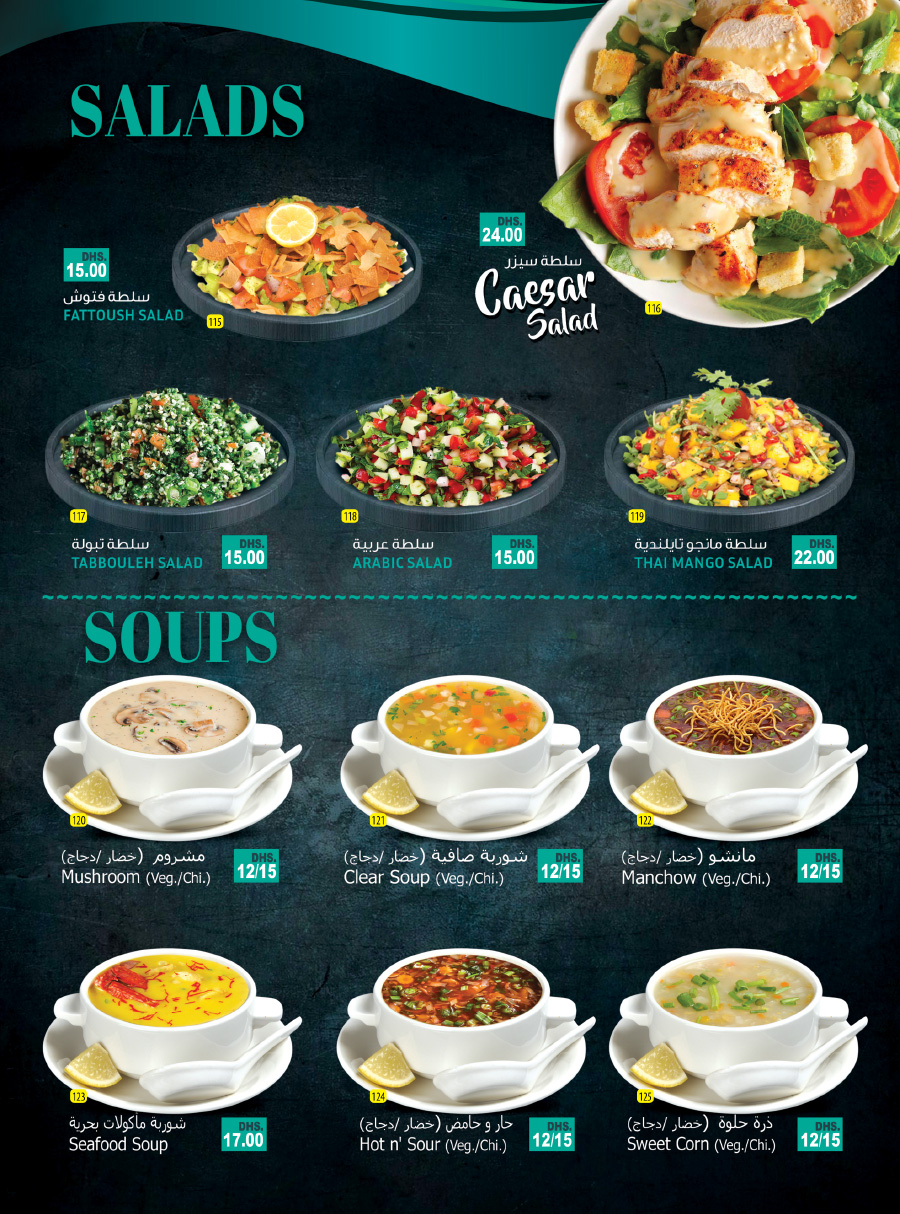 SALADS
DHS.
15.00
سلطة فتوش
FATTOUSH SALAD
115
DHS.
24.00
سلطة سيزر
Caesar
Salad
116
117
سلطة تبولة
TABBOULEH SALAD
DHS.
15.00
118
سلطة عربية
ARABIC SALAD
DHS.
15.00
119
سلطة مانجو تايلندية
THAI MANGO SALAD
DHS.
22.00
SOUPS
120
مشروم (خضار /دجاج)
Mushroom (Veg./Chi.)
DHS.
12/15
121
شوربة صافية (خضار /دجاج)
Clear Soup (Veg./Chi.)
DHS.
12/15
122
مانشو (خضار /دجاج)
Manchow (Veg./Chi.)
DHS.
12/15
123
شوربة مأكولات بحرية
Seafood Soup
DHS.
17.00
124
حار و حامض (خضار /دجاج)
Hot n' Sour (Veg./Chi.)
DHS.
12/15
125
ذرة حلوة (خضار /دجاج)
Sweet Corn (Veg./Chi.)
DHS.
12/15